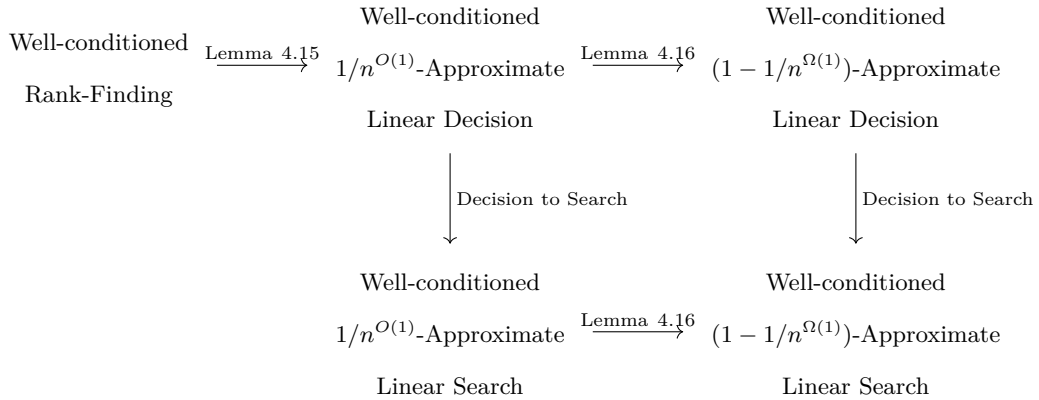 Well-conditioned
Rank-Finding
Lemma 4.15
Well-conditioned
1/n^{O(1)}-Approximate
Linear Decision
Lemma 4.16
Well-conditioned
(1 − 1/n^{Ω(1)})-Approximate
Linear Decision
Decision to Search
Decision to Search
Well-conditioned
1/n^{O(1)}-Approximate
Linear Search
Lemma 4.16
Well-conditioned
(1 − 1/n^{Ω(1)})-Approximate
Linear Search